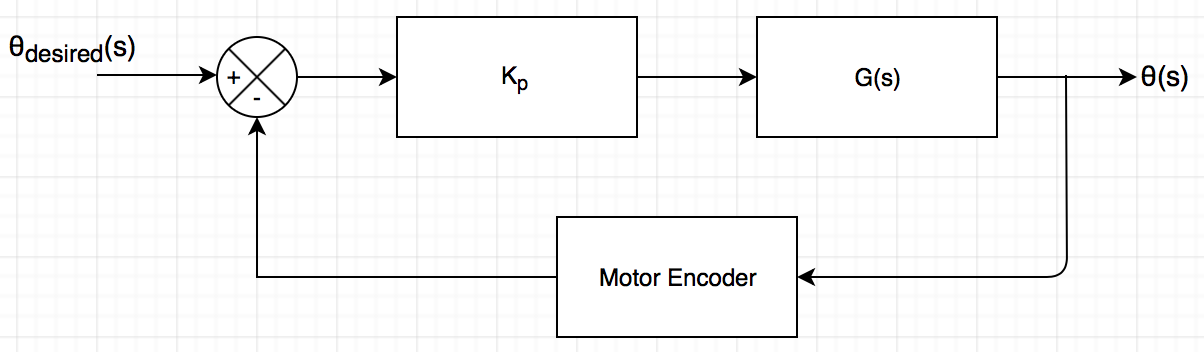 θdesired(s)
+
-
Kp
G(s)
θ(s)
Motor Encoder